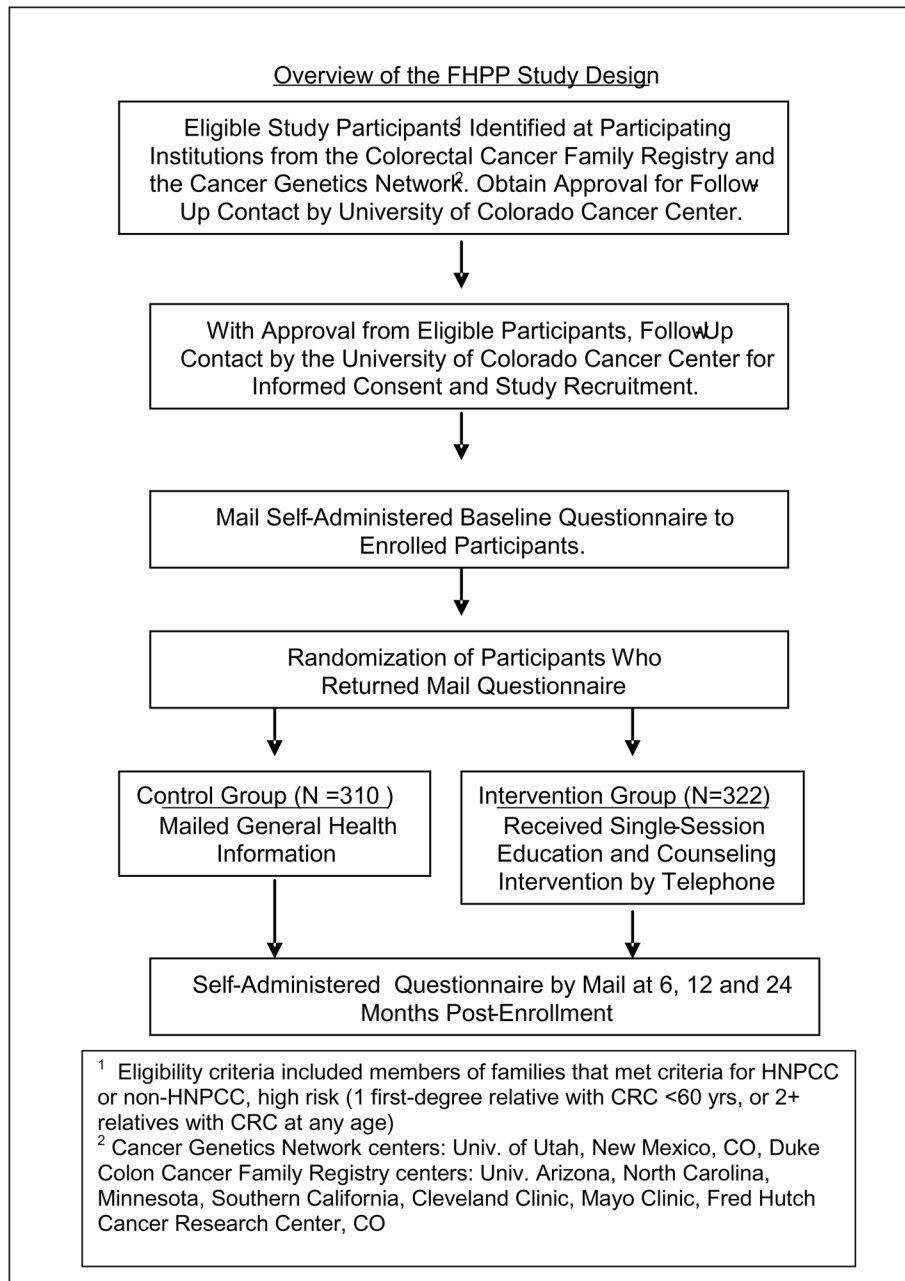 Overview of the FHPP Study Design
Eligible Study Participants¹ Identified at Participating
Institutions from the Colorectal Cancer Family Registry and
the Cancer Genetics Network². Obtain Approval for Follow-
Up Contact by University of Colorado Cancer Center.
With Approval from Eligible Participants, Follow-Up
Contact by the University of Colorado Cancer Center for
Informed Consent and Study Recruitment.
Mail Self-Administered Baseline Questionnaire to
Enrolled Participants.
Randomization of Participants Who
Returned Mail Questionnaire
Control Group (N =310 )
Mailed General Health
Information
Intervention Group (N=322)
Received Single-Session
Education and Counseling
Intervention by Telephone
Self-Administered Questionnaire by Mail at 6, 12 and 24
Months Post-Enrollment
¹ Eligibility criteria included members of families that met criteria for HNPCC
or non-HNPCC, high risk (1 first-degree relative with CRC <60 yrs, or 2+
relatives with CRC at any age)
² Cancer Genetics Network centers: Univ. of Utah, New Mexico, CO, Duke
Colon Cancer Family Registry centers: Univ. Arizona, North Carolina,
Minnesota, Southern California, Cleveland Clinic, Mayo Clinic, Fred Hutch
Cancer Research Center, CO